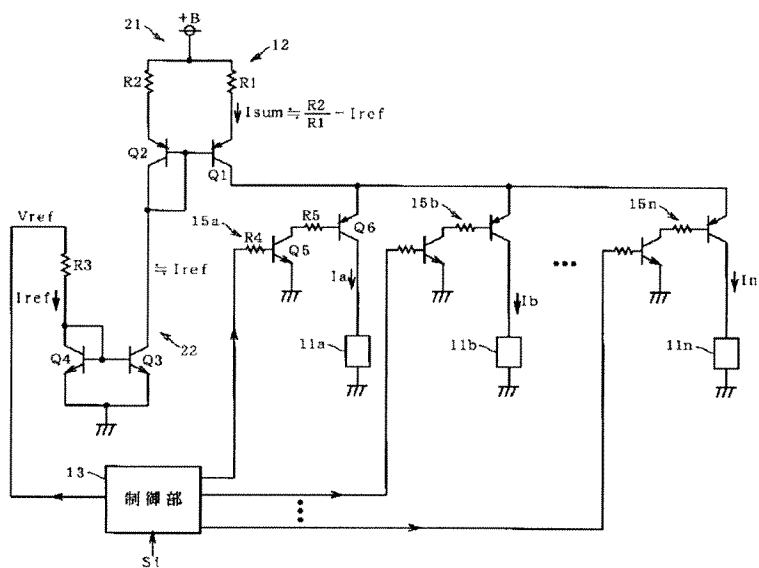 +B
21
12
R2
R1
Isum≒R2/R1-Iref
Q2
Q1
Vref
15a
R4
R5
Q6
Q5
15b
15n
R3
≒Iref
Iref
Ia
Ib
In
Q4
Q3
22
11a
11b
11n
13
制御部
Si